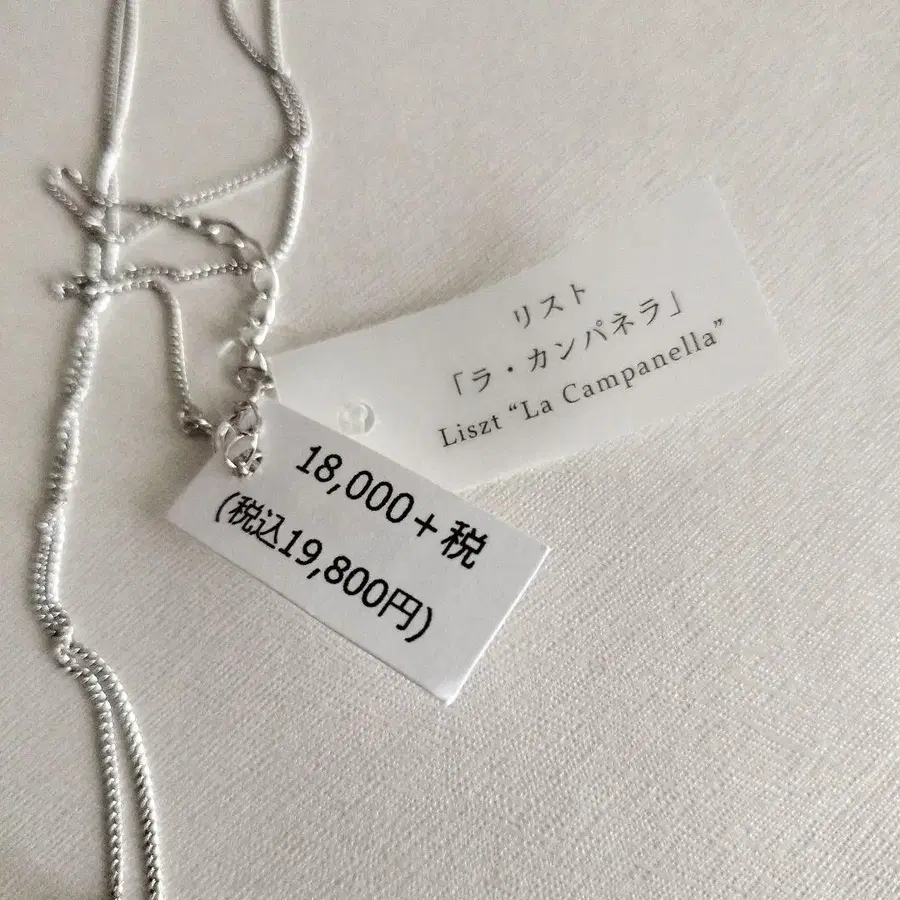 リスト
「ラ・カンパネラ」
Liszt “La Campanella”
18,000+税
(税込19,800円)